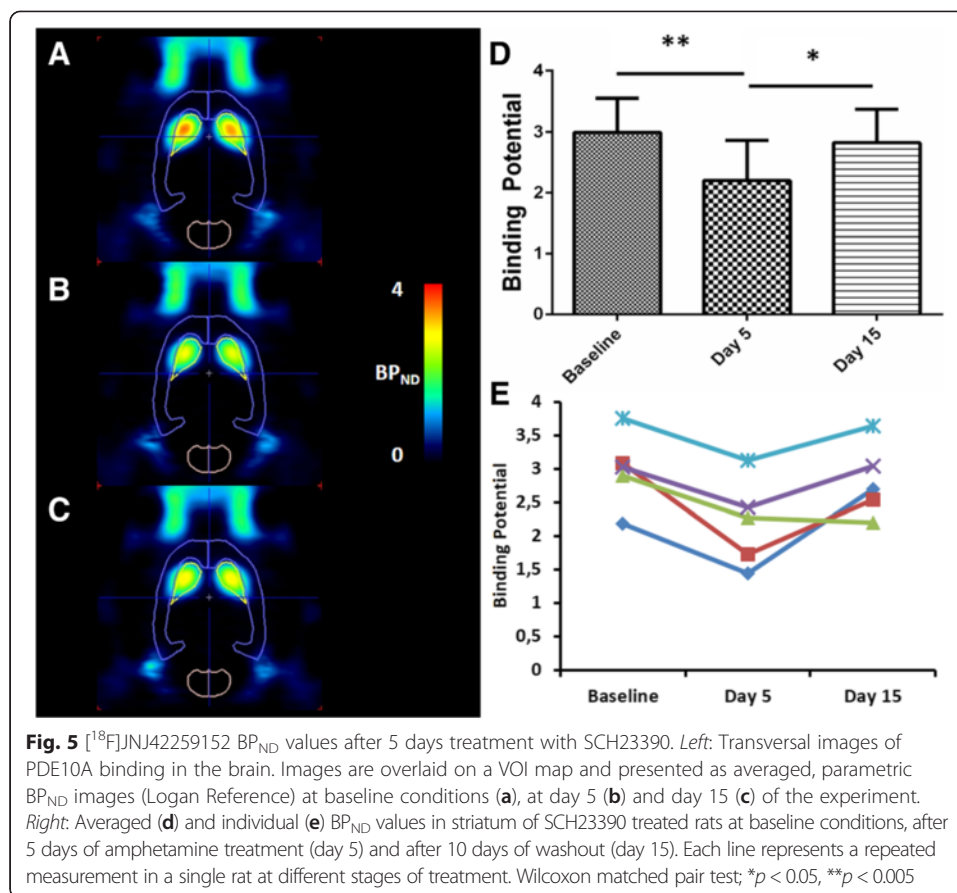 A
B
C
4
BP_ND
0
D
**
*
Binding Potential
4
3
2
1
0
Baseline
Day 5
Day 15
E
Binding Potential
4
3,5
3
2,5
2
1,5
1
0,5
0
Baseline Day 5 Day 15
Fig. 5 [¹⁸F]JNJ42259152 BP_ND values after 5 days treatment with SCH23390. Left: Transversal images of
PDE10A binding in the brain. Images are overlaid on a VOI map and presented as averaged, parametric
BP_ND images (Logan Reference) at baseline conditions (a), at day 5 (b) and day 15 (c) of the experiment.
Right: Averaged (d) and individual (e) BP_ND values in striatum of SCH23390 treated rats at baseline conditions, after
5 days of amphetamine treatment (day 5) and after 10 days of washout (day 15). Each line represents a repeated
measurement in a single rat at different stages of treatment. Wilcoxon matched pair test; *p < 0.05, **p < 0.005